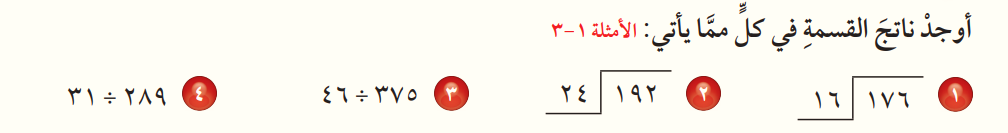 أوجدْ ناتجَ القسمةِ في كلٍّ ممَّا يأتي: الأمثلة ١-٣
١ ١٧٦ ١٦ ٢ ١٩٢ ٢٤ ٣ ٣٧٥ ÷ ٤٦ ٤ ٢٨٩ ÷ ٣١